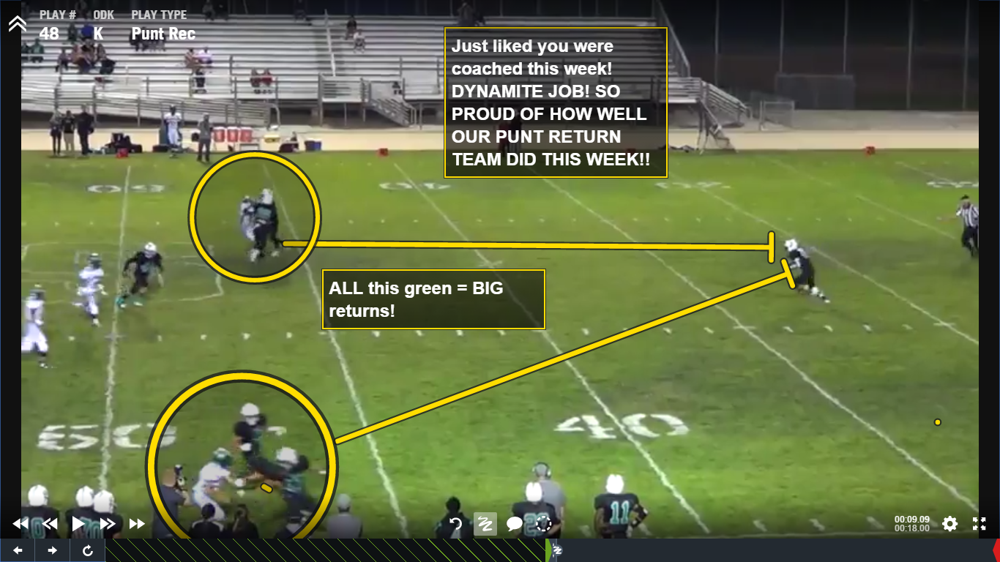 PLAY # ODK PLAY TYPE
48 K Punt Rec
Just liked you were
coached this week!
DYNAMITE JOB! SO
PROUD OF HOW WELL
OUR PUNT RETURN
TEAM DID THIS WEEK!!
ALL this green = BIG
returns!
50
40
11
00:09.09
00:18.00